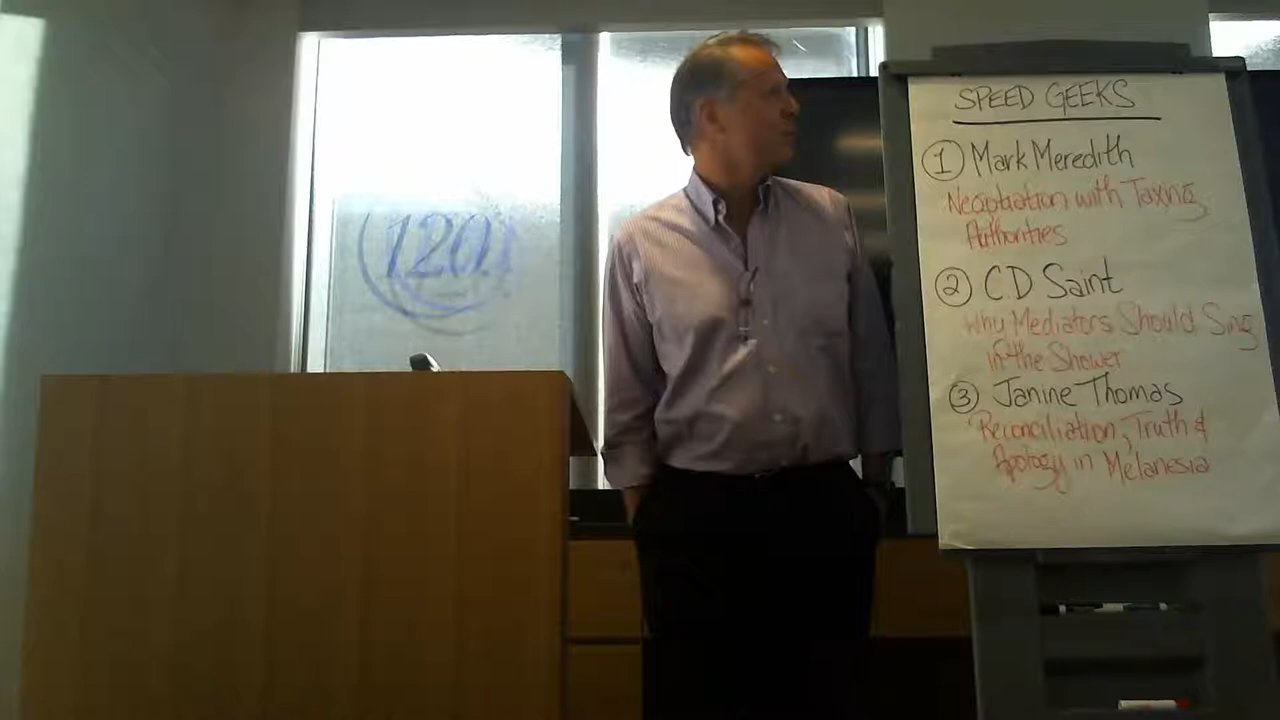 SPEED GEEKS
1 Mark Meredith
Negotiation with Taxing
Authorities
2 CD Saint
Why Mediators Should Sing
in the Shower
3 Janine Thomas
Reconciliation, Truth &
Apology in Melanesia
1201